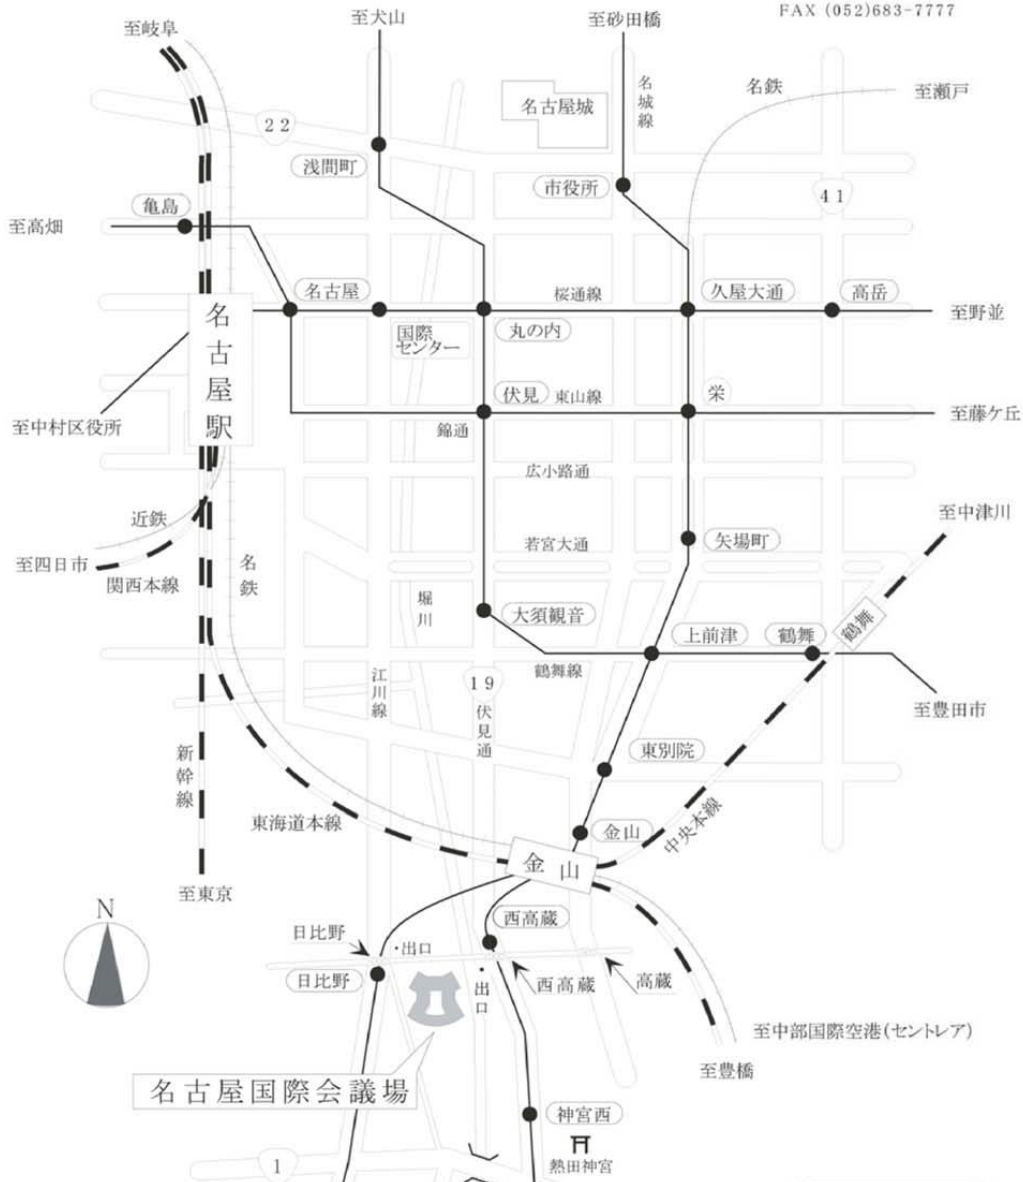 FAX (052)683-7777
至岐阜
至犬山
至砂田橋
名鉄
至瀬戸
22
名古屋城
名城線
浅間町
市役所
41
亀島
至高畑
名古屋
桜通線
久屋大通
高岳
至野並
名古屋駅
国際
センター
丸の内
伏見
東山線
栄
至藤ケ丘
至中村区役所
錦通
広小路通
至中津川
近鉄
若宮大通
矢場町
至四日市
関西本線
名鉄
堀川
大須観音
上前津
鶴舞
鶴舞
鶴舞線
江川線
19
伏見通
至豊田市
新幹線
東別院
東海道本線
金山
中央本線
金山
至東京
N
西高蔵
日比野
・出口
日比野
・出口
西高蔵
高蔵
至中部国際空港(セントレア)
至豊橋
名古屋国際会議場
神宮西
熱田神宮
1